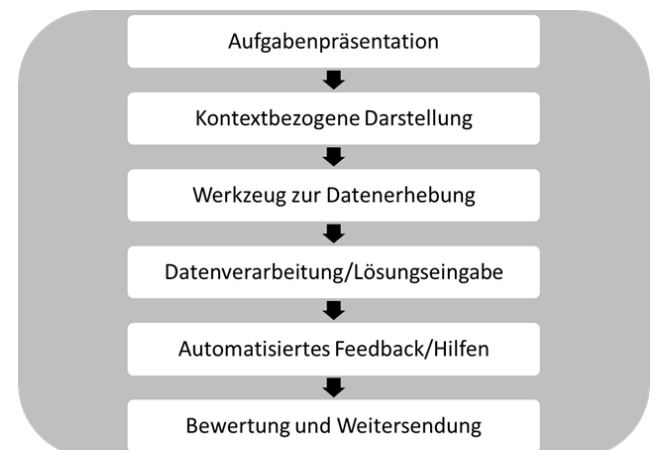 Aufgabenpräsentation
Kontextbezogene Darstellung
Werkzeug zur Datenerhebung
Datenverarbeitung/Lösungseingabe
Automatisiertes Feedback/Hilfen
Bewertung und Weitersendung